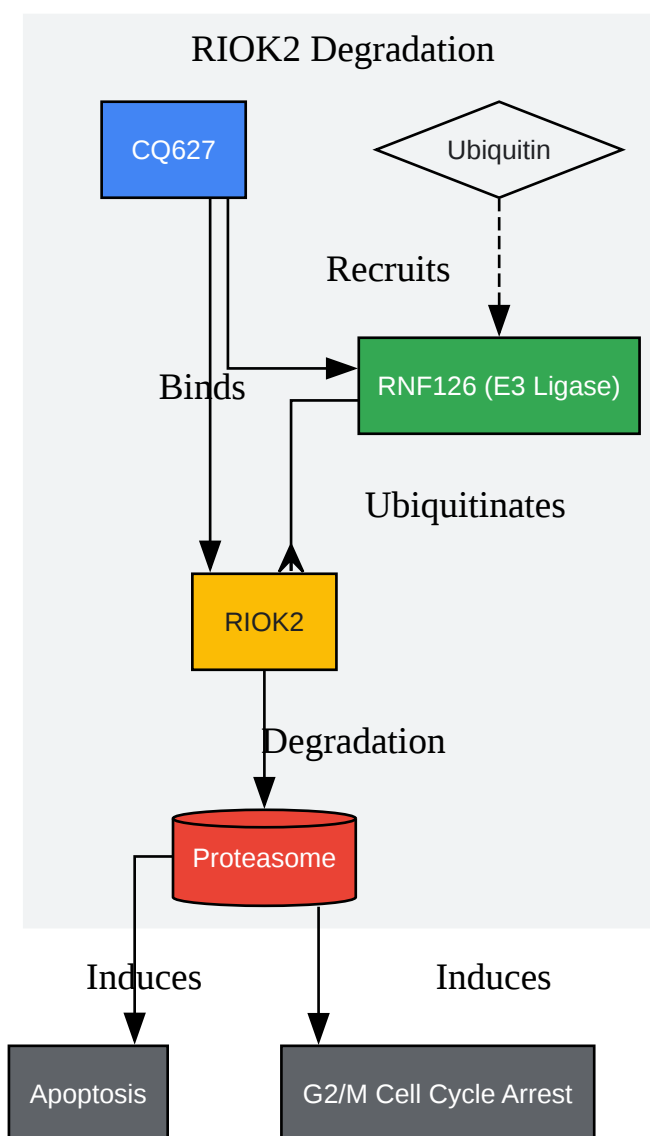 RIOK2 Degradation
CQ627
Ubiquitin
Recruits
Binds
RNF126 (E3 Ligase)
Ubiquitinates
RIOK2
Degradation
Proteasome
Induces
Induces
Apoptosis
G2/M Cell Cycle Arrest